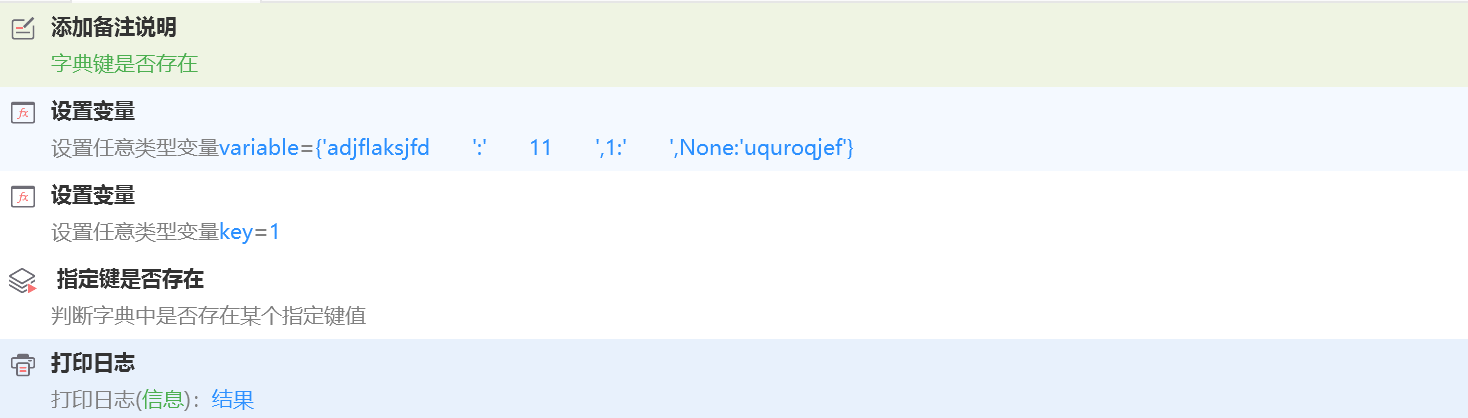 添加备注说明
字典键是否存在
设置变量
设置任意类型变量variable={'adjflaksjfd        ':'        11        ',1:'        ',None:'uquroqjef'}
设置变量
设置任意类型变量key=1
指定键是否存在
判断字典中是否存在某个指定键值
打印日志
打印日志(信息)：结果